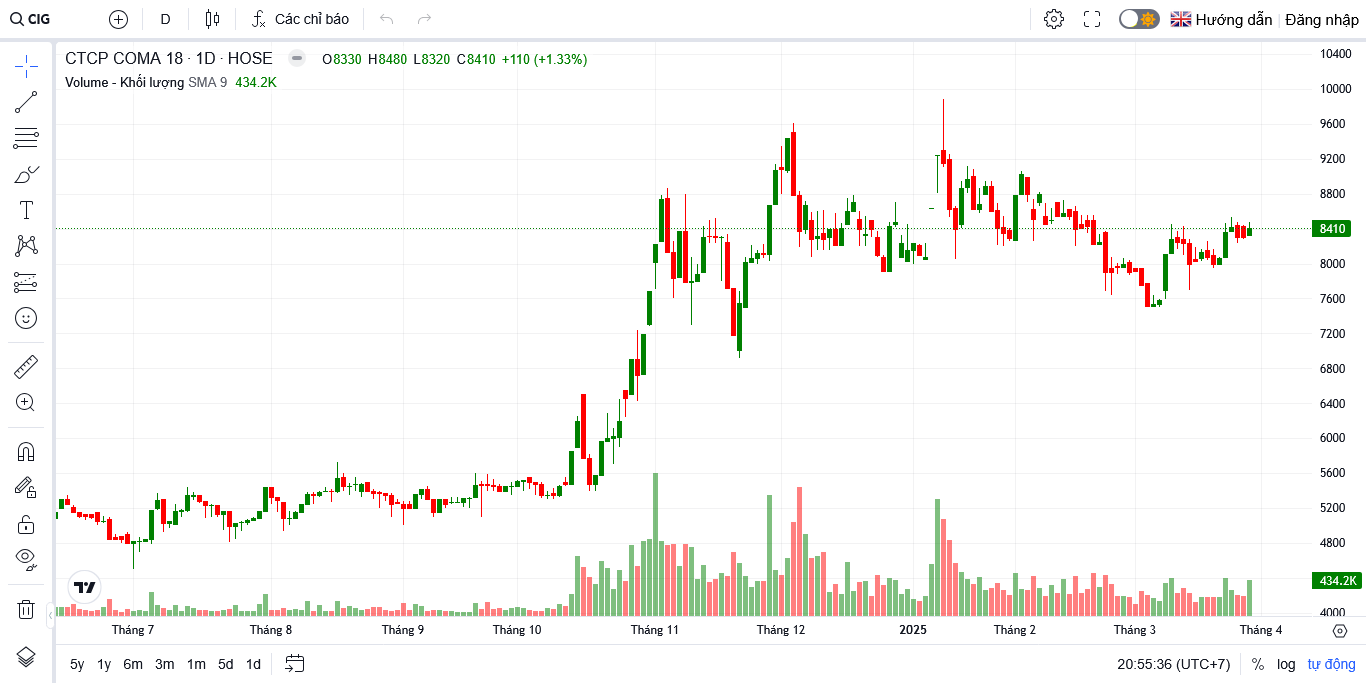 CIG D Các chỉ báo Hướng dẫn Đăng nhập
CTCP COMA 18 · 1D · HOSE O8330 H8480 L8320 C8410 +110 (+1.33%)
Volume - Khối lượng SMA 9 434.2K
10400
10000
9600
9200
8800
8410
8000
7600
7200
6800
6400
6000
5600
5200
4800
434.2K
4000
Tháng 7 Tháng 8 Tháng 9 Tháng 10 Tháng 11 Tháng 12 2025 Tháng 2 Tháng 3 Tháng 4
5y 1y 6m 3m 1m 5d 1d 20:55:36 (UTC+7) % log tự động